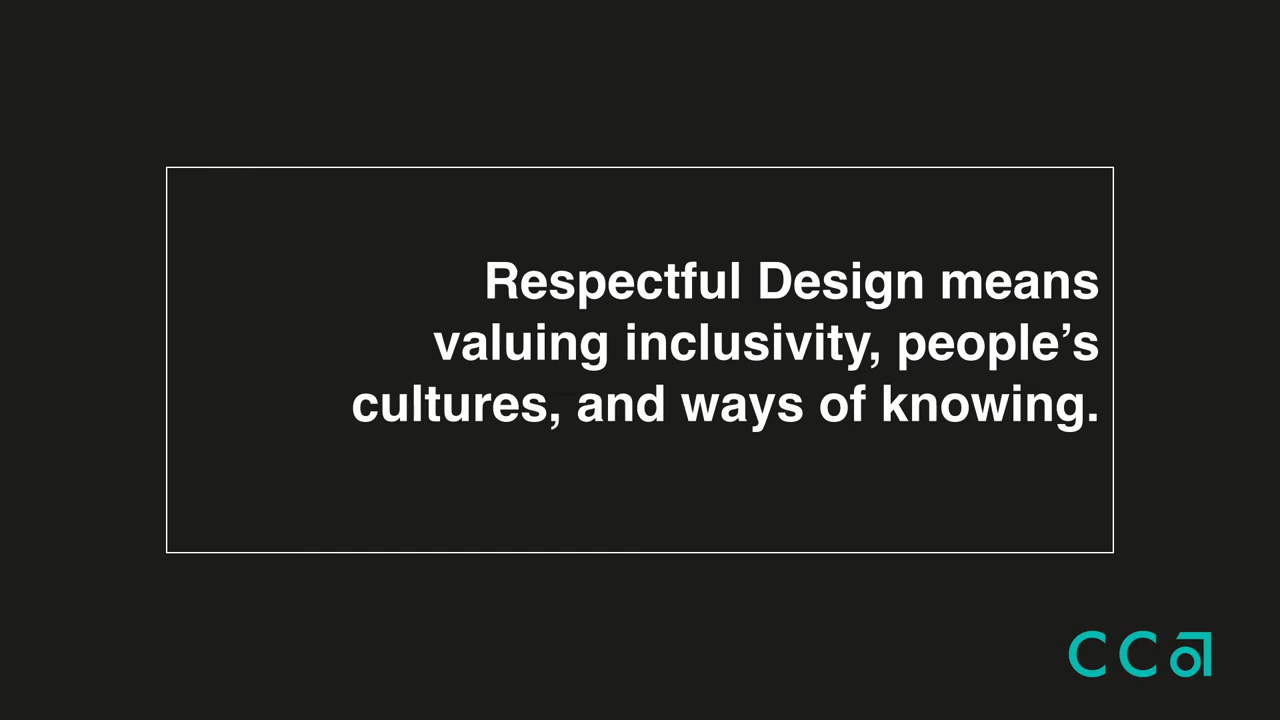 Respectful Design means
valuing inclusivity, people’s
cultures, and ways of knowing.
CCa